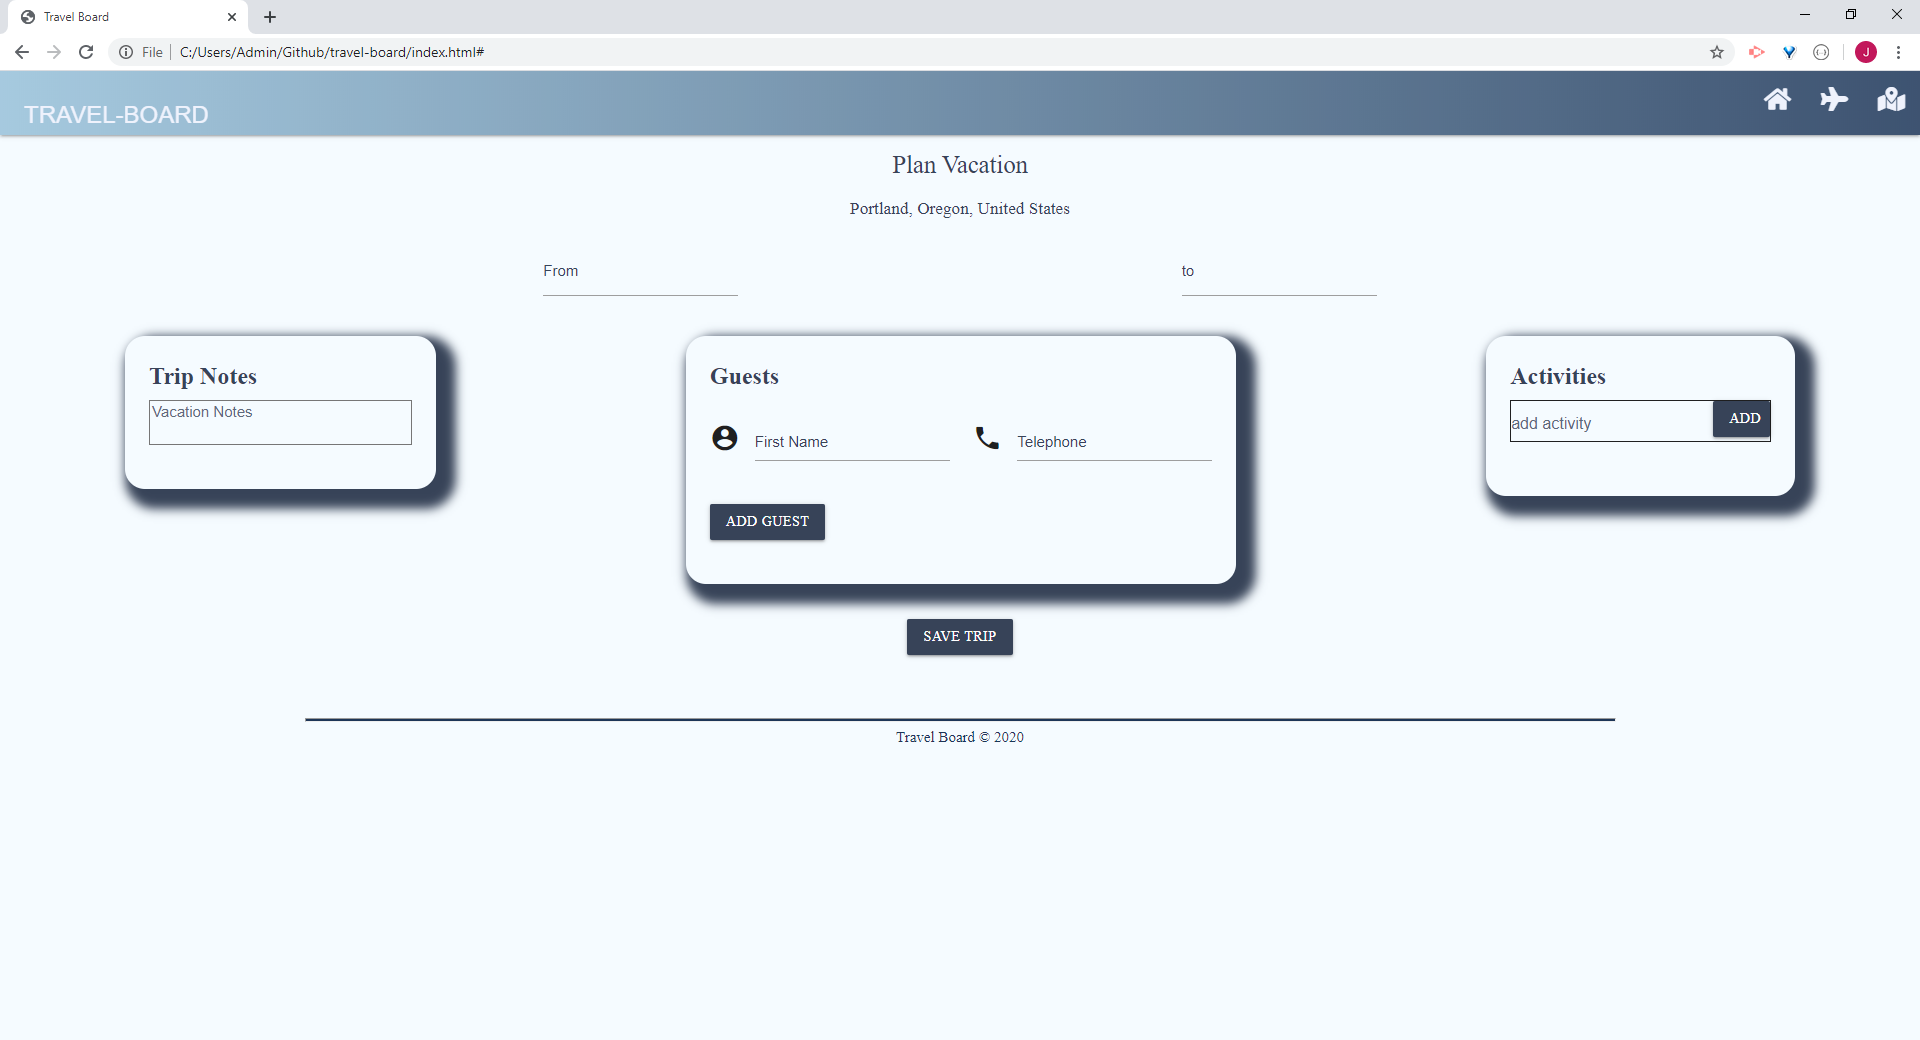 Travel Board
File
C:/Users/Admin/Github/travel-board/index.html#
J
TRAVEL-BOARD
Plan Vacation
Portland, Oregon, United States
From
to
Trip Notes
Vacation Notes
Guests
First Name
Telephone
ADD GUEST
Activities
add activity
ADD
SAVE TRIP
Travel Board © 2020